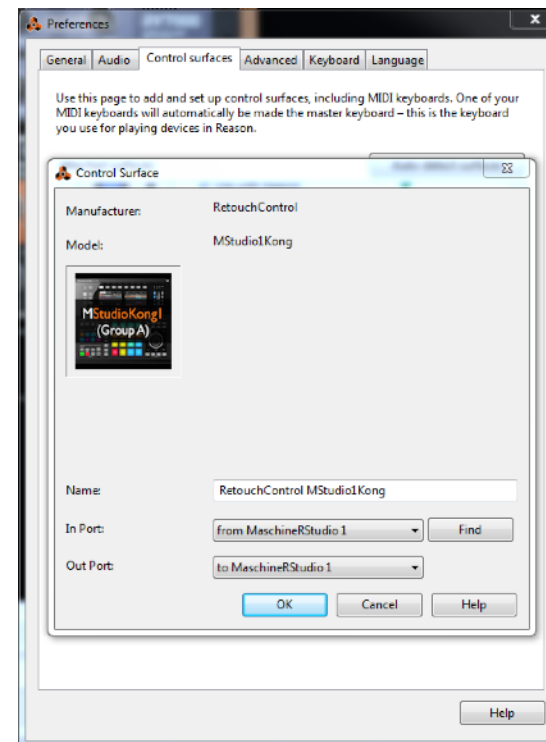 Preferences
General Audio Control surfaces Advanced Keyboard Language
Use this page to add and set up control surfaces, including MIDI keyboards. One of your
MIDI keyboards will automatically be made the master keyboard – this is the keyboard
you use for playing devices in Reason.
Control Surface
Manufacturer: RetouchControl
Model: MStudio1Kong
MStudioKong1
(Group A)
Name: RetouchControl MStudio1Kong
In Port: from MaschineRStudio 1 Find
Out Port: to MaschineRStudio 1
OK Cancel Help
Help